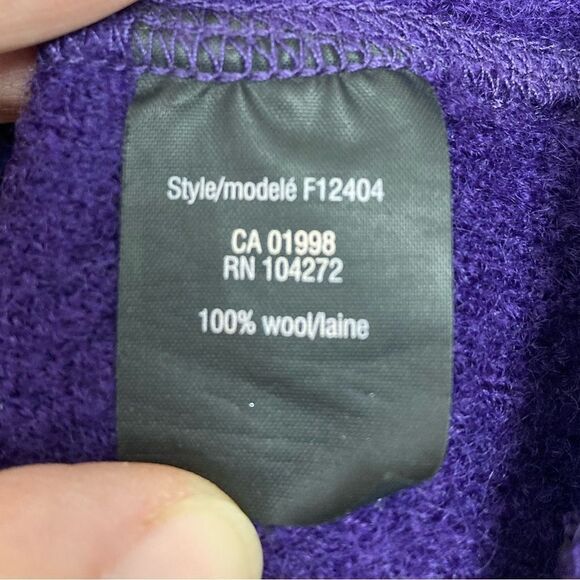 Style/modelé F12404
CA 01998
RN 104272
100% wool/laine